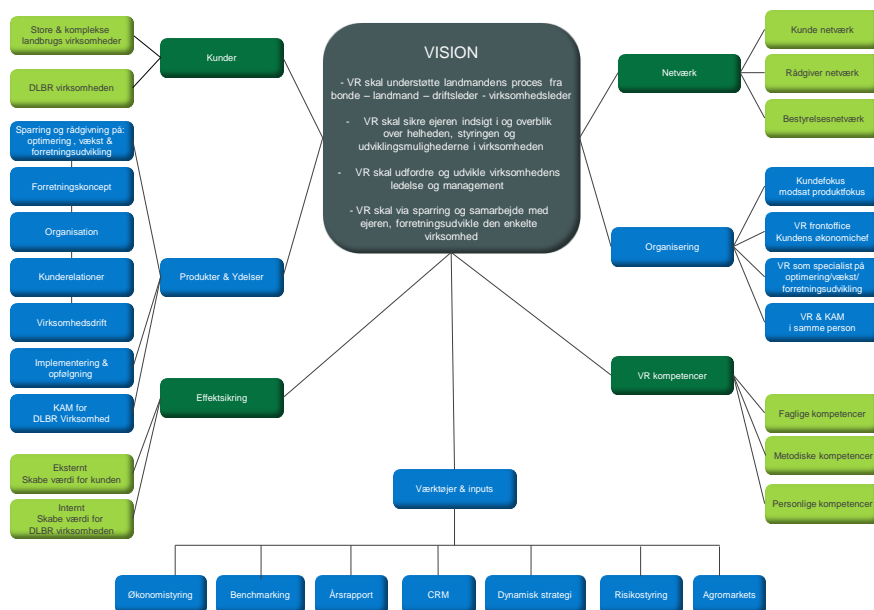 Store & komplekse
landbrugs virksomheder
DLBR virksomheden
Kunder
Sparring og rådgivning på:
optimering , vækst &
forretningsudvikling
Forretningskoncept
Organisation
Kunderelationer
Virksomhedsdrift
Implementering &
opfølgning
KAM for
DLBR Virksomhed
Produkter & Ydelser
Effektsikring
Eksternt
Skabe værdi for kunden
Internt
Skabe værdi for
DLBR virksomheden
VISION
- VR skal understøtte landmandens proces fra
bonde – landmand – driftsleder - virksomhedsleder
- VR skal sikre ejeren indsigt i og overblik
over helheden, styringen og
udviklingsmulighederne i virksomheden
- VR skal udfordre og udvikle virksomhedens
ledelse og management
- VR skal via sparring og samarbejde med
ejeren, forretningsudvikle den enkelte
virksomhed
Netværk
Kunde netværk
Rådgiver netværk
Bestyrelsesnetværk
Organisering
Kundefokus
modsat produktfokus
VR frontoffice
Kundens økonomichef
VR som specialist på
optimering/vækst/
forretningsudvikling
VR & KAM
i samme person
VR kompetencer
Faglige kompetencer
Metodiske kompetencer
Personlige kompetencer
Værktøjer & inputs
Økonomistyring
Benchmarking
Årsrapport
CRM
Dynamisk strategi
Risikostyring
Agromarkets